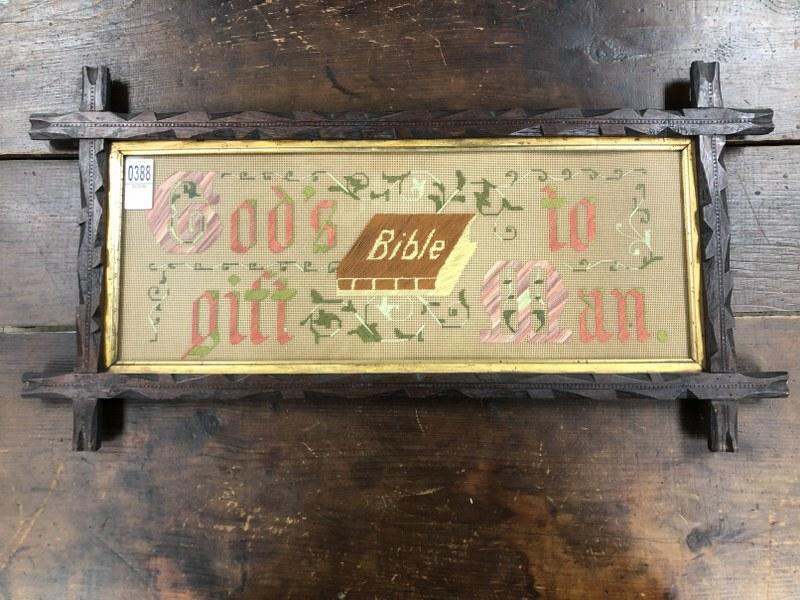 0388
God's Bible to
gift Man.